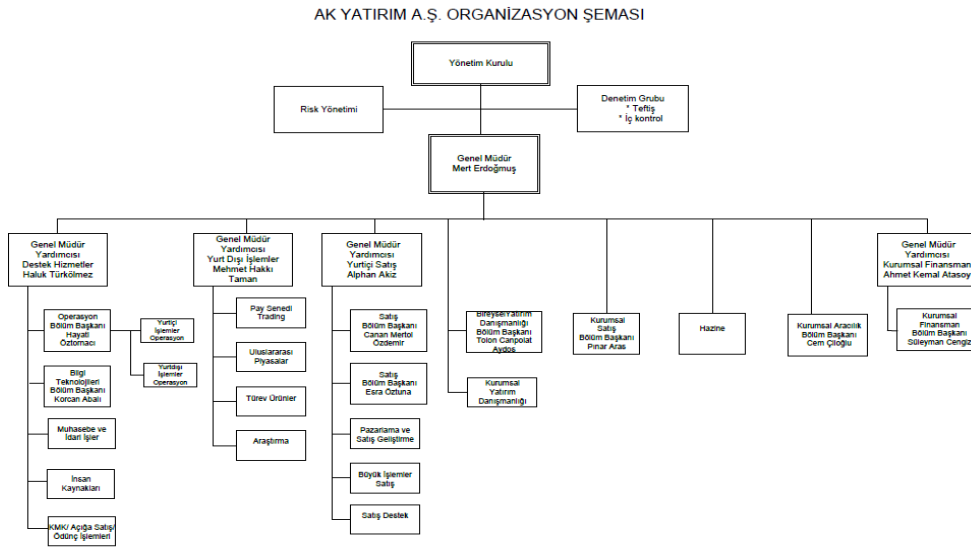 AK YATIRIM A.Ş. ORGANİZASYON ŞEMASI
Yönetim Kurulu
Risk Yönetimi
Denetim Grubu
* Teftiş
* İç kontrol
Genel Müdür
Mert Erdoğmuş
Genel Müdür
Yardımcısı
Destek Hizmetler
Haluk Türkölmez
Genel Müdür
Yardımcısı
Yurt Dışı İşlemler
Mehmet Hakkı
Taman
Genel Müdür
Yardımcısı
Yurtiçi Satış
Alphan Akiz
Genel Müdür
Yardımcısı
Kurumsal Finansman
Ahmet Kemal Atasoy
Operasyon
Bölüm Başkanı
Hayati
Öztornacı
Yurtiçi
İşlemler
Operasyon
Yurtdışı
İşlemler
Operasyon
Bilgi
Teknolojileri
Bölüm Başkanı
Korcan Abalı
Muhasebe ve
İdari İşler
İnsan
Kaynakları
KMK/ Açığa Satış/
Ödünç İşlemleri
Pay Senedi
Trading
Uluslararası
Piyasalar
Türev Ürünler
Araştırma
Satış
Bölüm Başkanı
Canan Mertol
Özdemir
Satış
Bölüm Başkanı
Esra Öztuna
Pazarlama ve
Satış Geliştirme
Büyük İşlemler
Satış
Satış Destek
BireyselYatırım
Danışmanlığı
Bölüm Başkanı
Tolon Canpolat
Aydos
Kurumsal
Yatırım
Danışmanlığı
Kurumsal
Satış
Bölüm Başkanı
Pınar Aras
Hazine
Kurumsal Aracılık
Bölüm Başkanı
Cem Çiloğlu
Kurumsal
Finansman
Bölüm Başkanı
Süleyman Cengiz